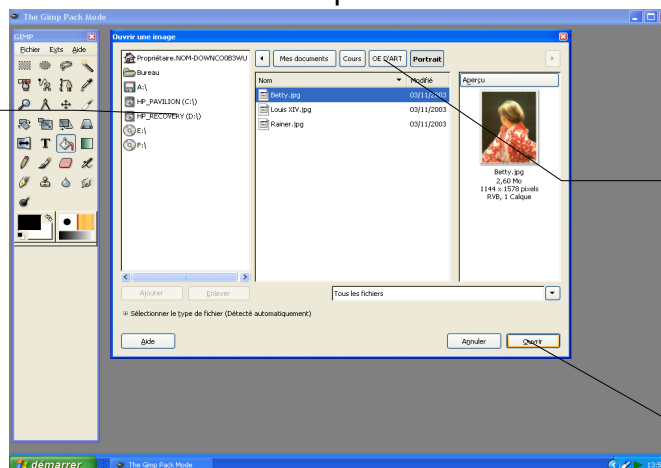 The Gimp Pack Mode
GIMP
Fichier Exts Aide
Ouvrir une image
Propriétaire.NOM-DOWNCO0B3WU
Bureau
A:\
HP_PAVILION (C:\)
HP_RECOVERY (D:\)
E:\
F:\
Mes documents Cours OE D'ART Portrait
Nom Modifié
Betty.jpg 03/11/2003
Louis XIV.jpg 03/11/2003
Rainer.jpg 03/11/2003
Aperçu
Betty.jpg
2,60 Mo
1144 x 1578 pixels
RVB, 1 Calque
Ajouter Enlever
Tous les fichiers
Sélectionner le type de fichier (Détecté automatiquement)
Aide Annuler Ouvrir
démarrer The Gimp Pack Mode